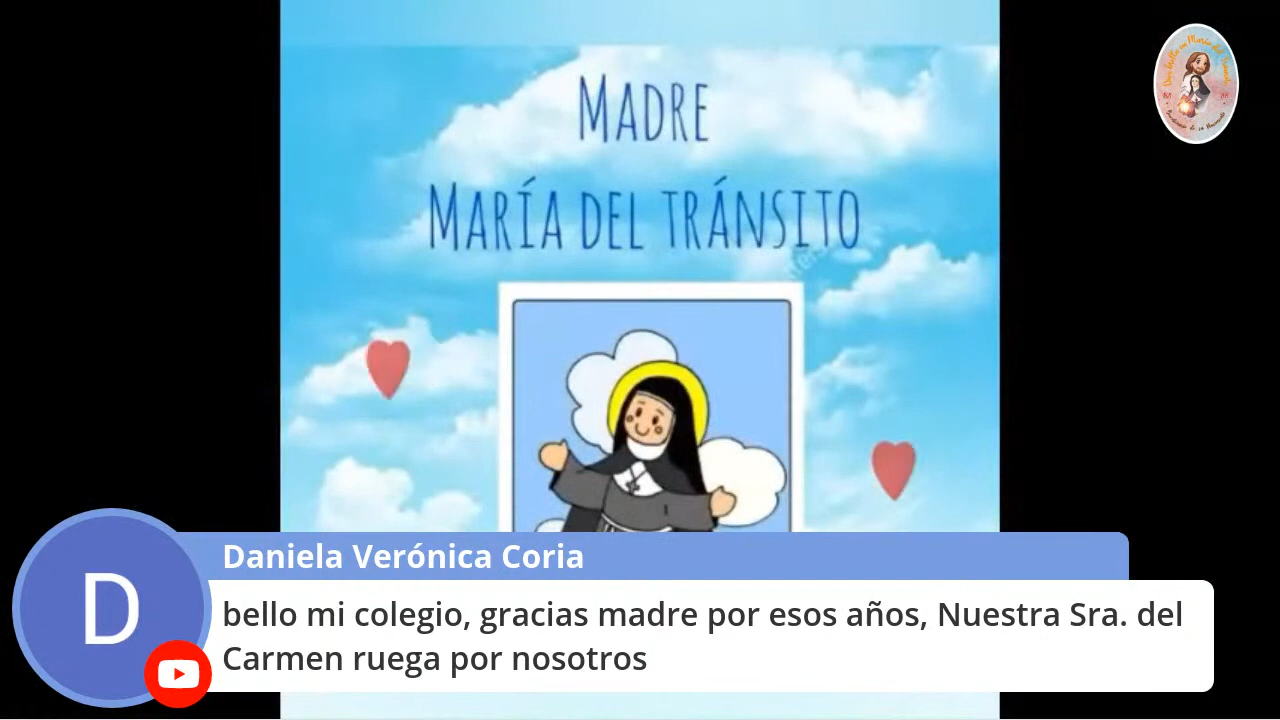 MADRE
MARÍA DEL TRÁNSITO
D
Daniela Verónica Coria
bello mi colegio, gracias madre por esos años, Nuestra Sra. del
Carmen ruega por nosotros